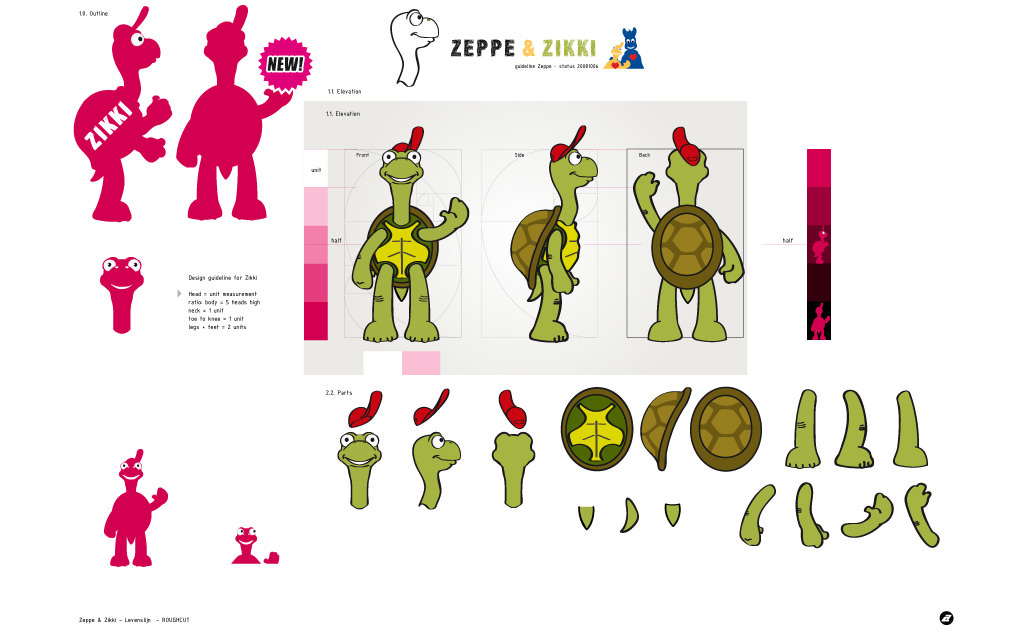 1.0. Outline
ZIKKI
NEW!
ZEPPE & ZIKKI
guideline Zeppe - status 20081006
1.1. Elevation
1.1. Elevation
Front
Side
Back
unit
half
half
Design guideline for Zikki
Head = unit measurement
ratio body = 5 heads high
neck = 1 unit
toe to knee = 1 unit
legs + feet = 2 units
2.2. Parts
Zeppe & Zikki - Levenslijn - ROUGHCUT